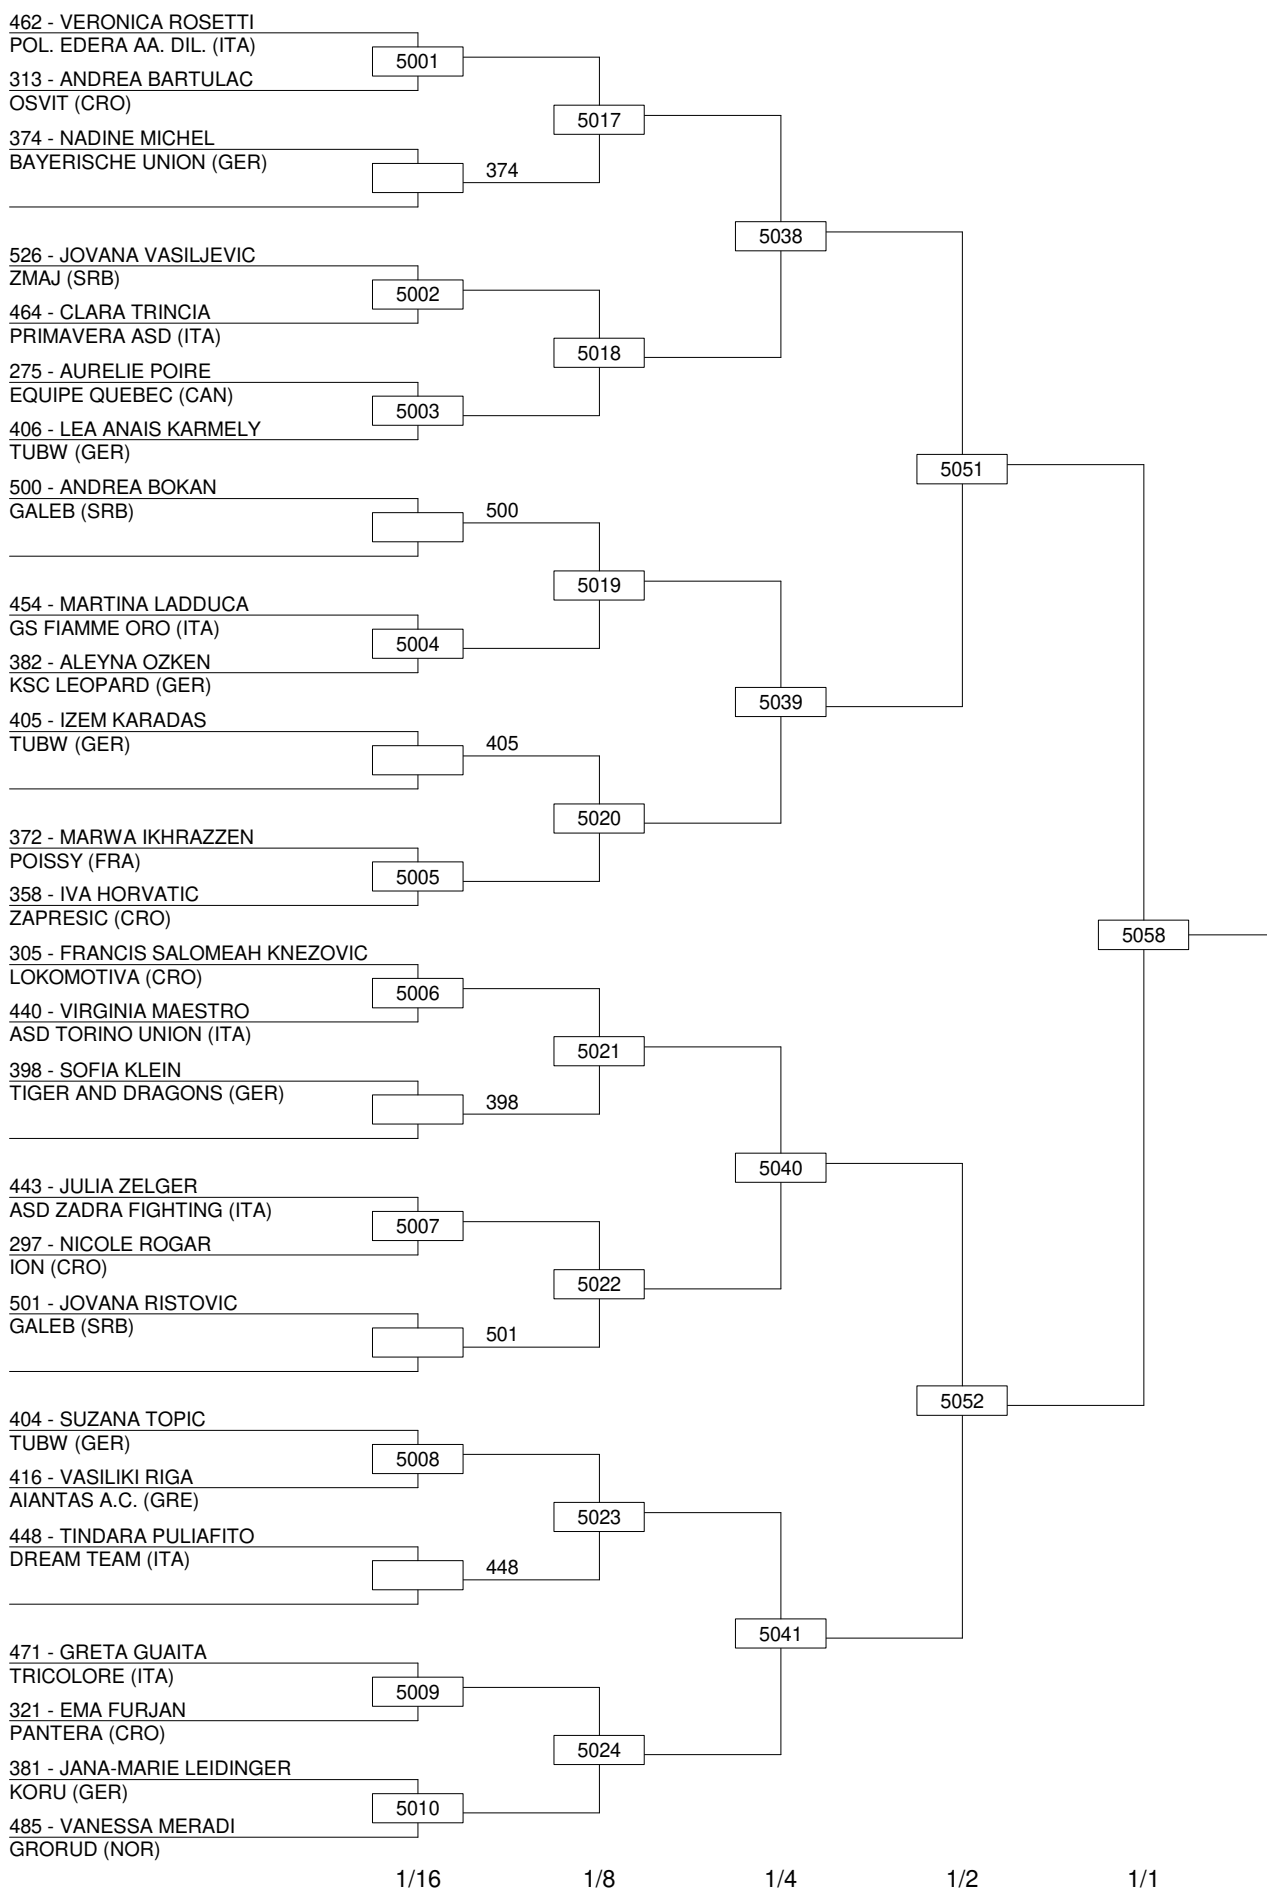 462 - VERONICA ROSETTI
POL. EDERA AA. DIL. (ITA)
5001
313 - ANDREA BARTULAC
OSVIT (CRO)
5017
374 - NADINE MICHEL
BAYERISCHE UNION (GER)
374
5038
526 - JOVANA VASILJEVIC
ZMAJ (SRB)
5002
464 - CLARA TRINCIA
PRIMAVERA ASD (ITA)
5018
275 - AURELIE POIRE
EQUIPE QUEBEC (CAN)
5003
406 - LEA ANAIS KARMELY
TUBW (GER)
5051
500 - ANDREA BOKAN
GALEB (SRB)
500
5019
454 - MARTINA LADDUCA
GS FIAMME ORO (ITA)
5004
382 - ALEYNA OZKEN
KSC LEOPARD (GER)
5039
405 - IZEM KARADAS
TUBW (GER)
405
5020
372 - MARWA IKHRAZZEN
POISSY (FRA)
5005
358 - IVA HORVATIC
ZAPRESIC (CRO)
5058
305 - FRANCIS SALOMEAH KNEZOVIC
LOKOMOTIVA (CRO)
5006
440 - VIRGINIA MAESTRO
ASD TORINO UNION (ITA)
5021
398 - SOFIA KLEIN
TIGER AND DRAGONS (GER)
398
5040
443 - JULIA ZELGER
ASD ZADRA FIGHTING (ITA)
5007
297 - NICOLE ROGAR
ION (CRO)
5022
501 - JOVANA RISTOVIC
GALEB (SRB)
501
5052
404 - SUZANA TOPIC
TUBW (GER)
5008
416 - VASILIKI RIGA
AIANTAS A.C. (GRE)
5023
448 - TINDARA PULIAFITO
DREAM TEAM (ITA)
448
5041
471 - GRETA GUAITA
TRICOLORE (ITA)
5009
321 - EMA FURJAN
PANTERA (CRO)
5024
381 - JANA-MARIE LEIDINGER
KORU (GER)
5010
485 - VANESSA MERADI
GRORUD (NOR)
1/16 1/8 1/4 1/2 1/1